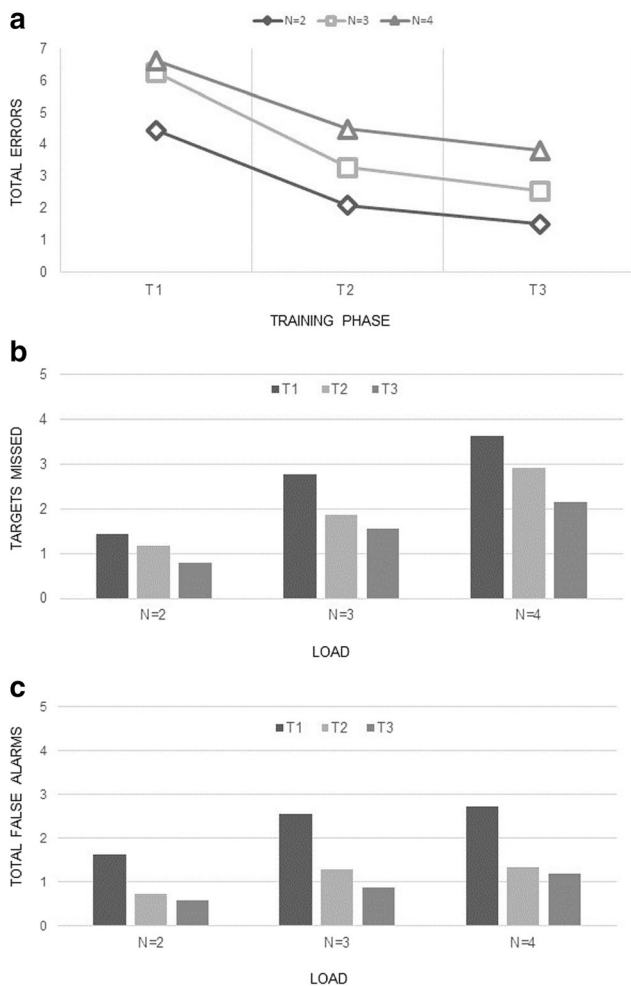 a
N=2 N=3 N=4
7
6
5
4
3
2
1
0
TOTAL ERRORS
T1 T2 T3
TRAINING PHASE
b
5
4
3
2
1
0
TARGETS MISSED
T1 T2 T3
N=2 N=3 N=4
LOAD
c
5
4
3
2
1
0
TOTAL FALSE ALARMS
T1 T2 T3
N=2 N=3 N=4
LOAD